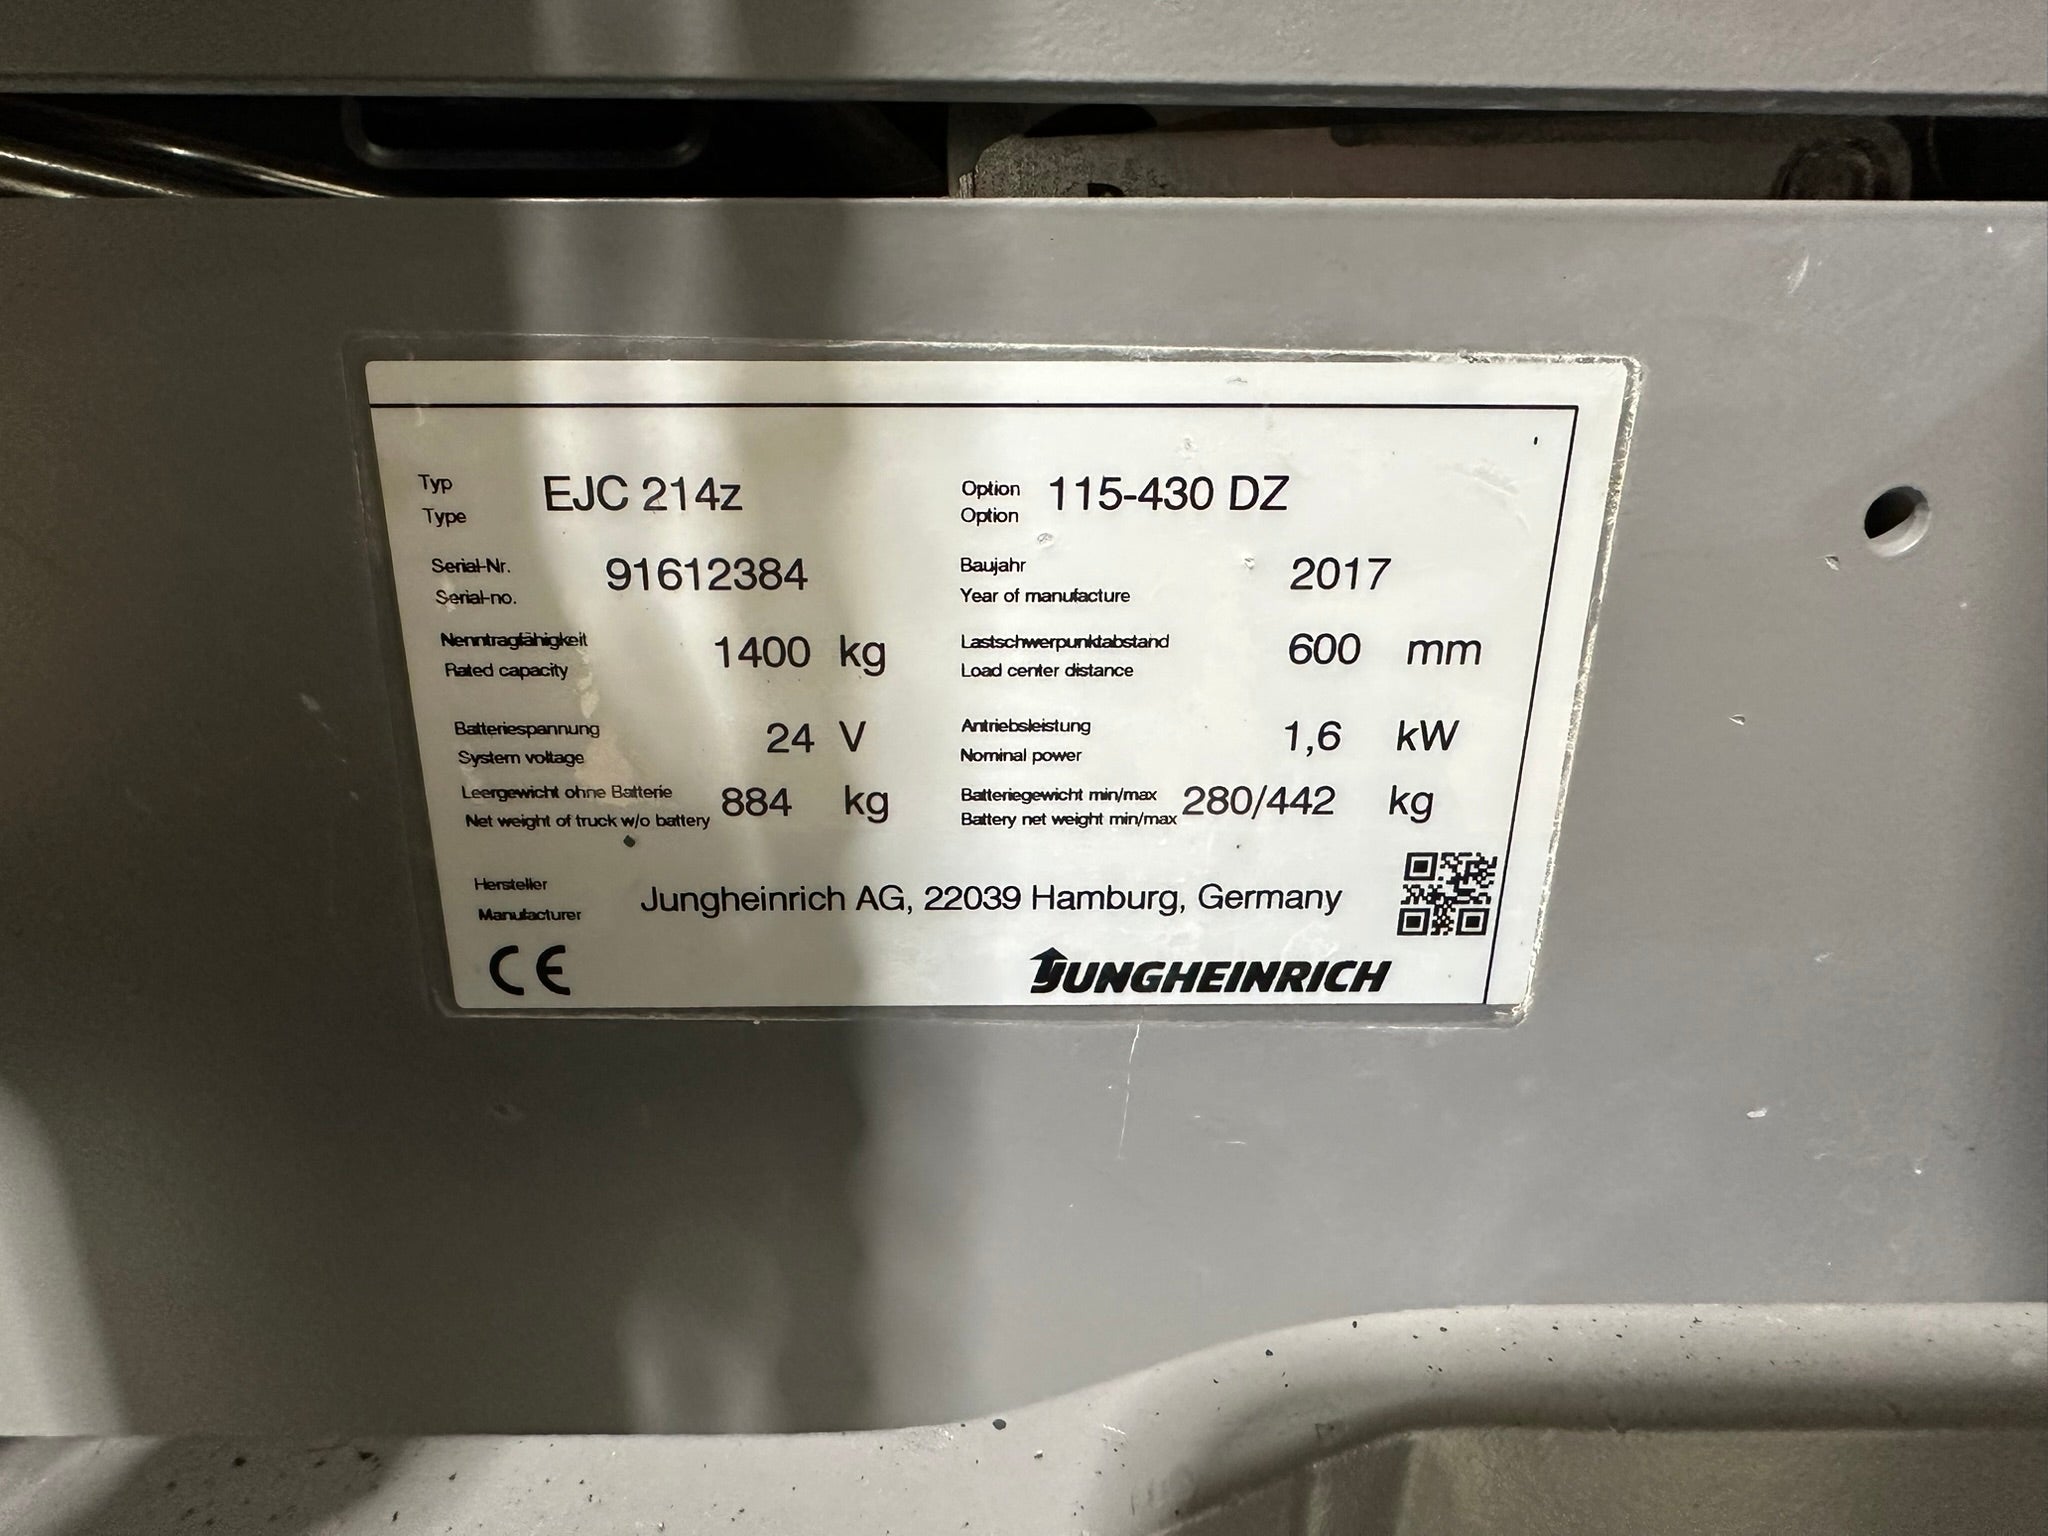 Typ EJC 214z Option 115-430 DZ
Type Option
Serial-Nr. 91612384 Baujahr 2017
Serial-no. Year of manufacture
Nenntragfähigkeit 1400 kg Lastschwerpunktabstand 600 mm
Rated capacity Load center distance
Batteriespannung 24 V Antriebsleistung 1,6 kW
System voltage Nominal power
Leergewicht ohne Batterie 884 kg Batteriegewicht min/max 280/442 kg
Net weight of truck w/o battery Battery net weight min/max
Hersteller Jungheinrich AG, 22039 Hamburg, Germany
Manufacturer
CE JUNGHEINRICH